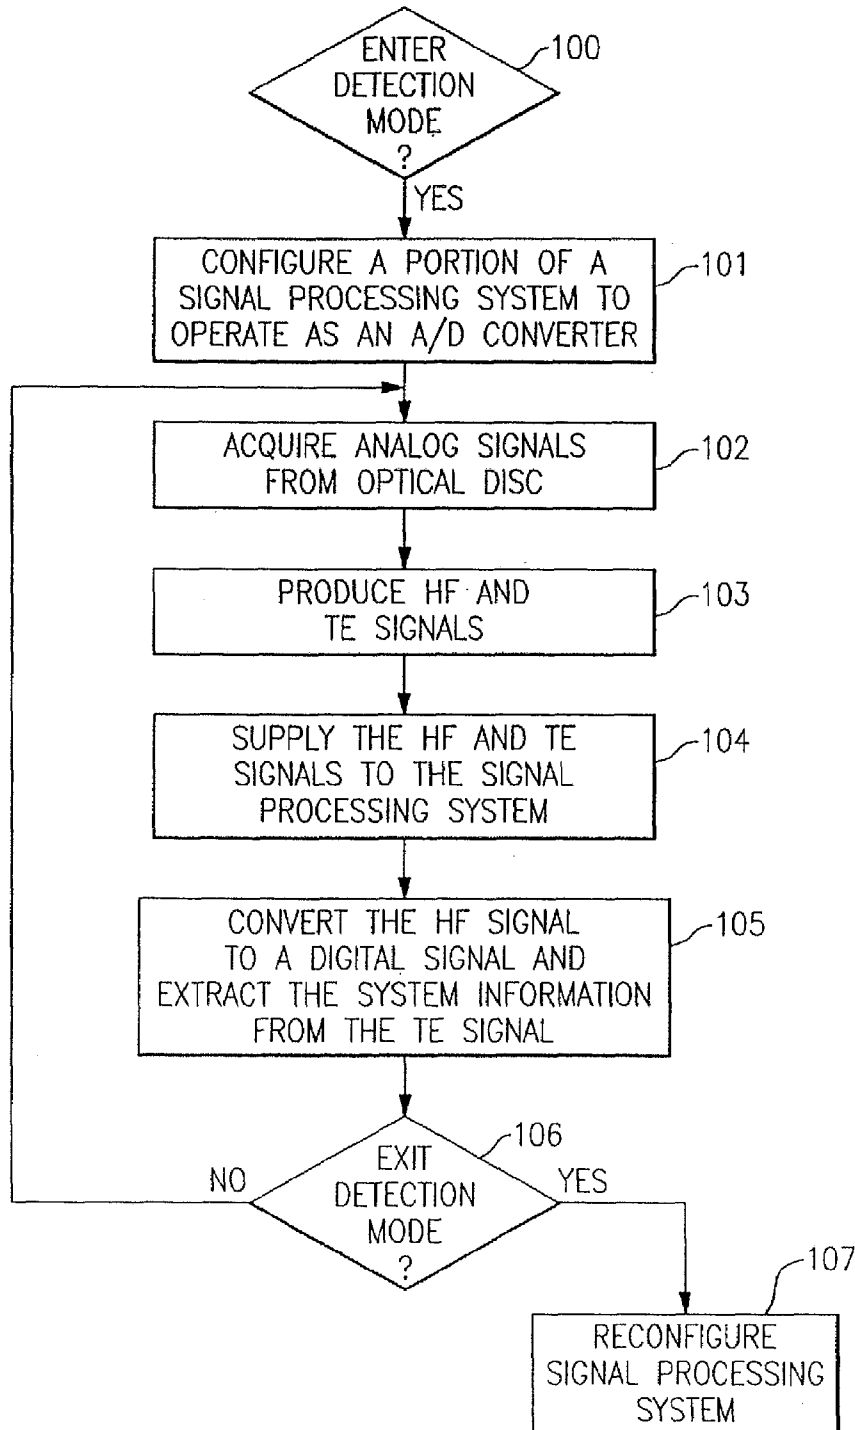 ENTER
DETECTION
MODE
?
100
YES
CONFIGURE A PORTION OF A
SIGNAL PROCESSING SYSTEM TO
OPERATE AS AN A/D CONVERTER
101
ACQUIRE ANALOG SIGNALS
FROM OPTICAL DISC
102
PRODUCE HF AND
TE SIGNALS
103
SUPPLY THE HF AND TE
SIGNALS TO THE SIGNAL
PROCESSING SYSTEM
104
CONVERT THE HF SIGNAL
TO A DIGITAL SIGNAL AND
EXTRACT THE SYSTEM INFORMATION
FROM THE TE SIGNAL
105
EXIT
DETECTION
MODE
?
106
NO
YES
107
RECONFIGURE
SIGNAL PROCESSING
SYSTEM